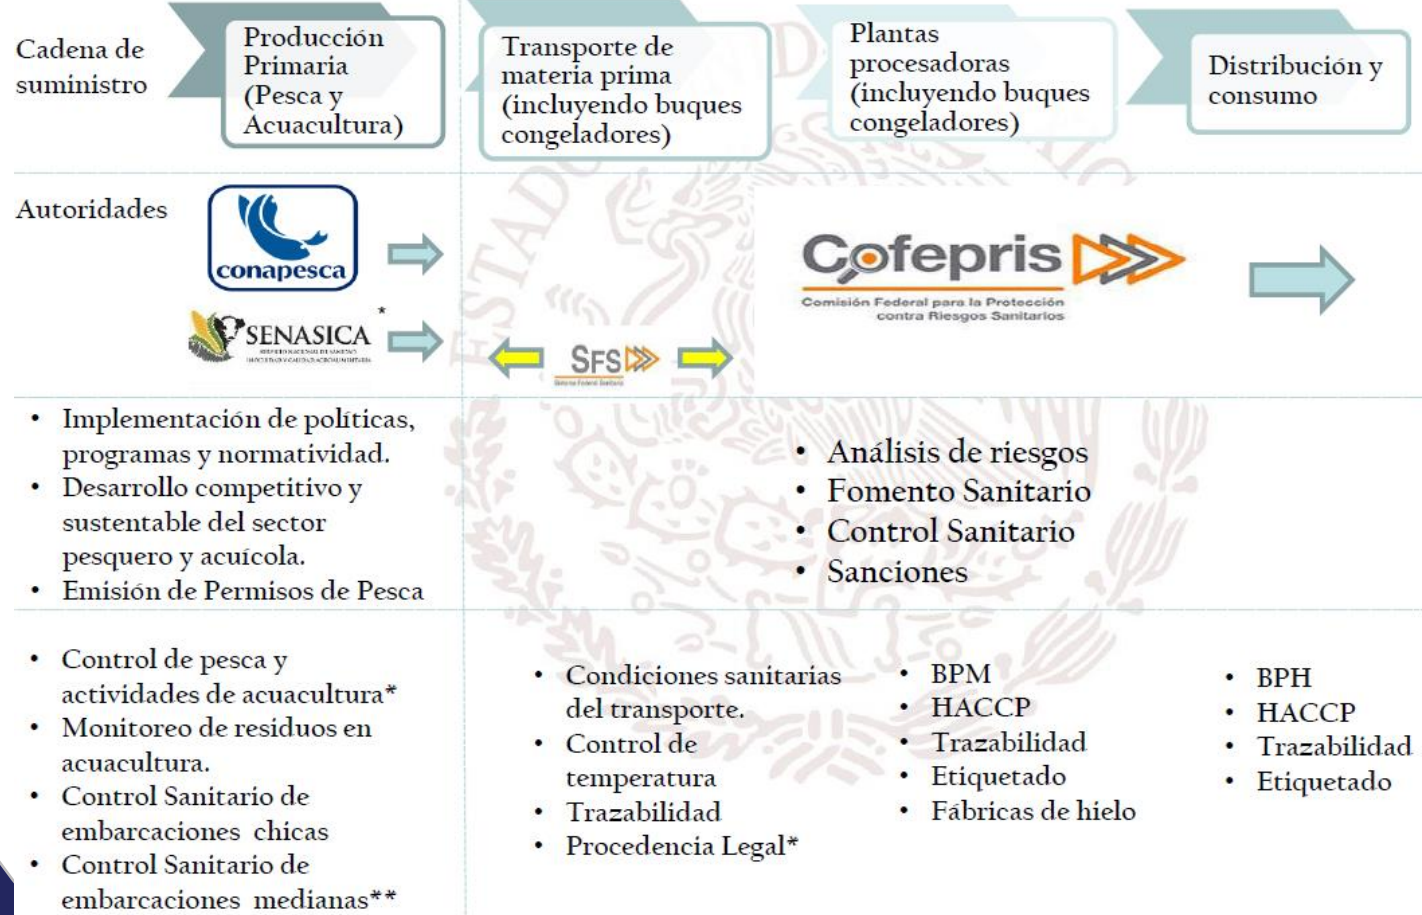 Cadena de
suministro
Producción
Primaria
(Pesca y
Acuacultura)
Transporte de
materia prima
(incluyendo buques
congeladores)
Plantas
procesadoras
(incluyendo buques
congeladores)
Distribución y
consumo
Autoridades
conapesca
SENASICA
*
SFS
Cofepris
Comisión Federal para la Protección
contra Riesgos Sanitarios
ESTADO
• Implementación de políticas,
programas y normatividad.
• Desarrollo competitivo y
sustentable del sector
pesquero y acuícola.
• Emisión de Permisos de Pesca
• Análisis de riesgos
• Fomento Sanitario
• Control Sanitario
• Sanciones
• Control de pesca y
actividades de acuacultura*
• Monitoreo de residuos en
acuacultura.
• Control Sanitario de
embarcaciones chicas
• Control Sanitario de
embarcaciones medianas**
• Condiciones sanitarias
del transporte.
• Control de
temperatura
• Trazabilidad
• Procedencia Legal*
• BPM
• HACCP
• Trazabilidad
• Etiquetado
• Fábricas de hielo
• BPH
• HACCP
• Trazabilidad
• Etiquetado